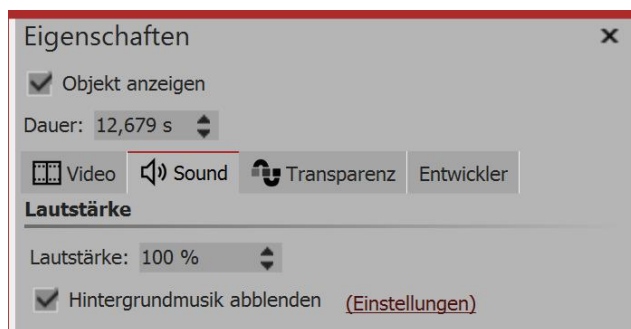 Eigenschaften
Objekt anzeigen
Dauer: 12,679 s
Video Sound Transparenz Entwickler
Lautstärke
Lautstärke: 100 %
Hintergrundmusik abblenden (Einstellungen)